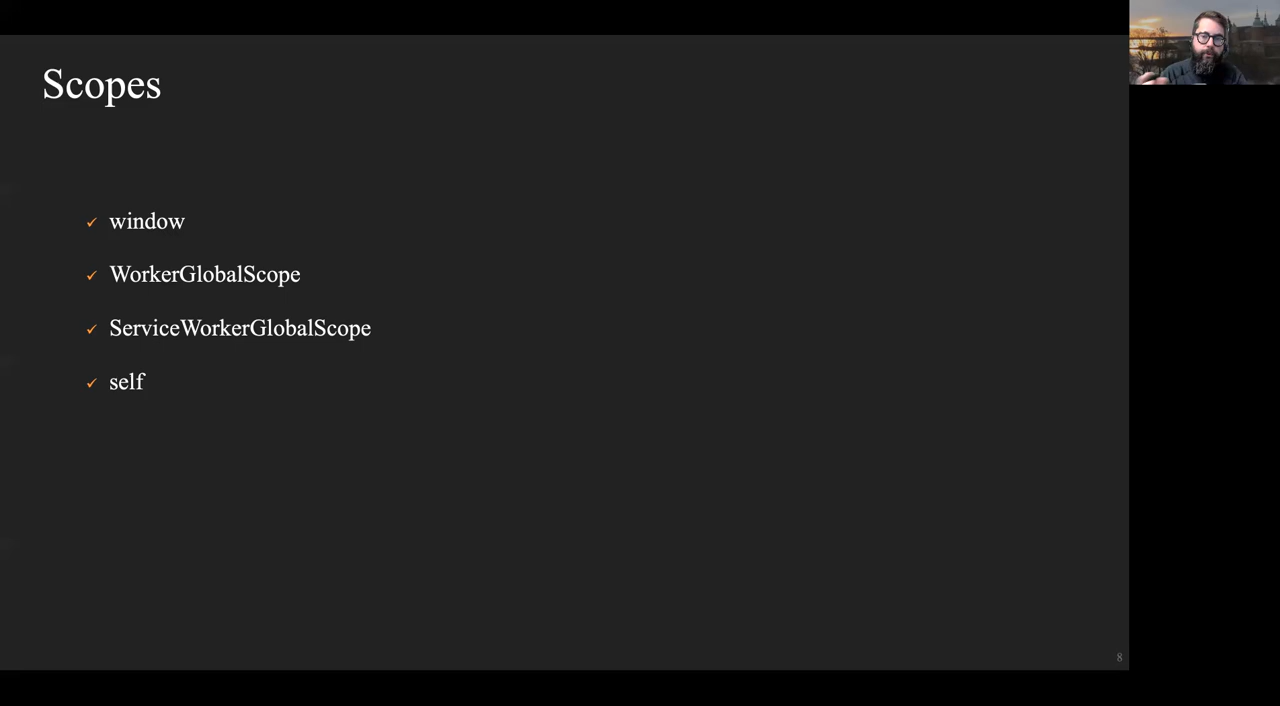 Scopes
✓ window
✓ WorkerGlobalScope
✓ ServiceWorkerGlobalScope
✓ self
8